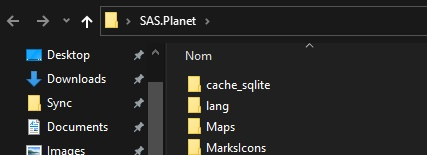 SAS.Planet
Desktop
Downloads
Sync
Documents
Images
Nom
cache_sqlite
lang
Maps
MarksIcons